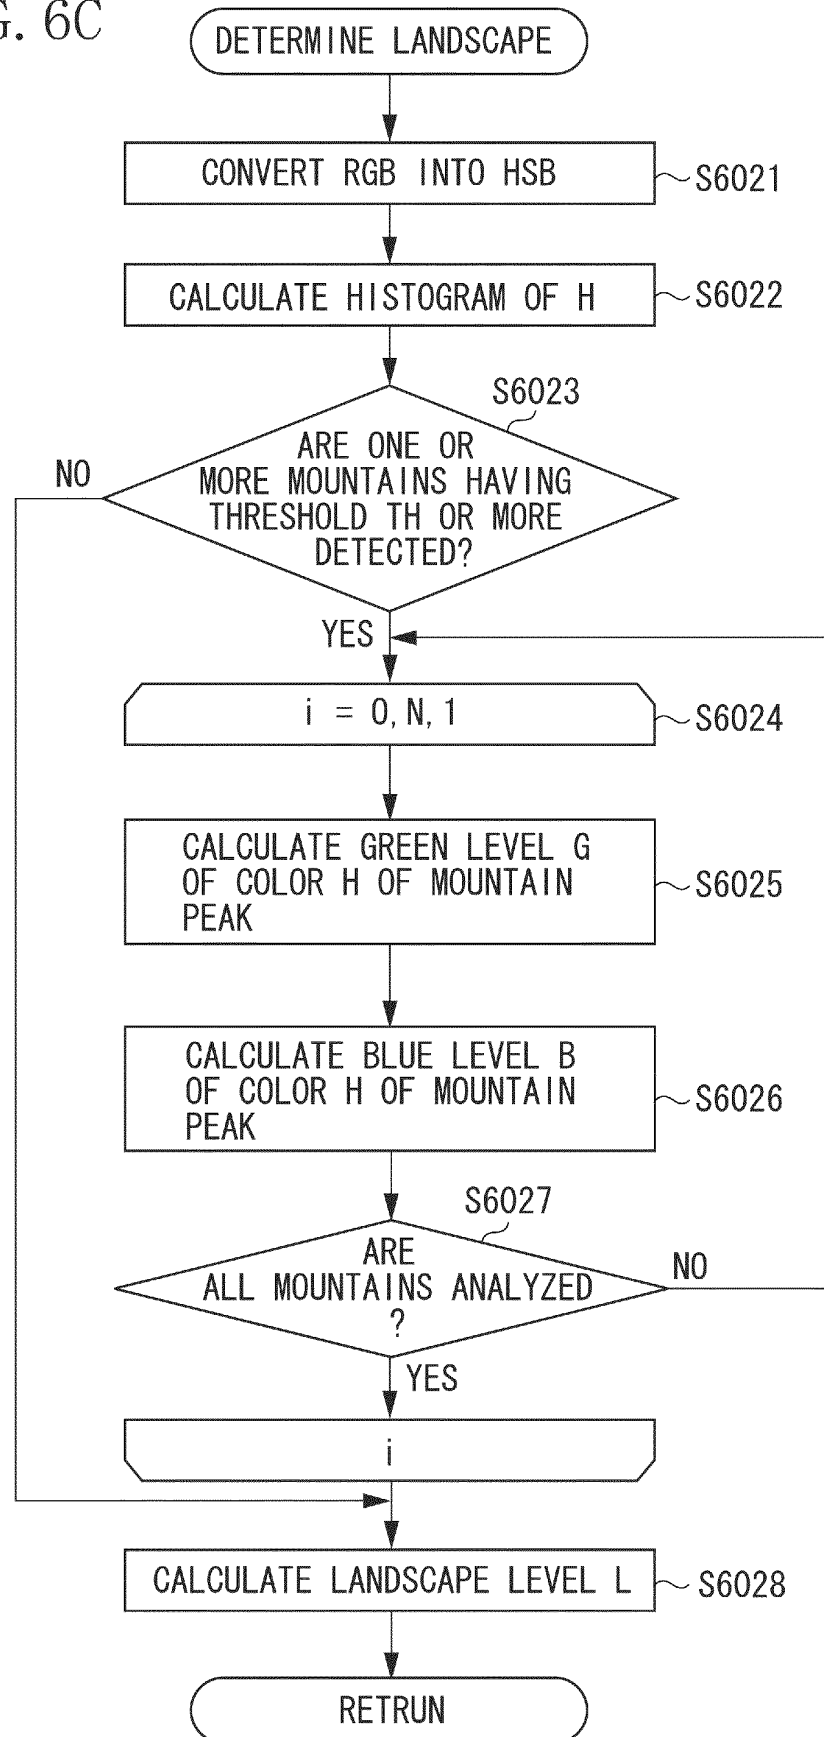 G. 6C
DETERMINE LANDSCAPE
CONVERT RGB INTO HSB
S6021
CALCULATE HISTOGRAM OF H
S6022
S6023
ARE ONE OR
MORE MOUNTAINS HAVING
THRESHOLD TH OR MORE
DETECTED?
NO
YES
i = 0, N, 1
S6024
CALCULATE GREEN LEVEL G
OF COLOR H OF MOUNTAIN
PEAK
S6025
CALCULATE BLUE LEVEL B
OF COLOR H OF MOUNTAIN
PEAK
S6026
S6027
ARE
ALL MOUNTAINS ANALYZED
?
NO
YES
i
CALCULATE LANDSCAPE LEVEL L
S6028
RETRUN